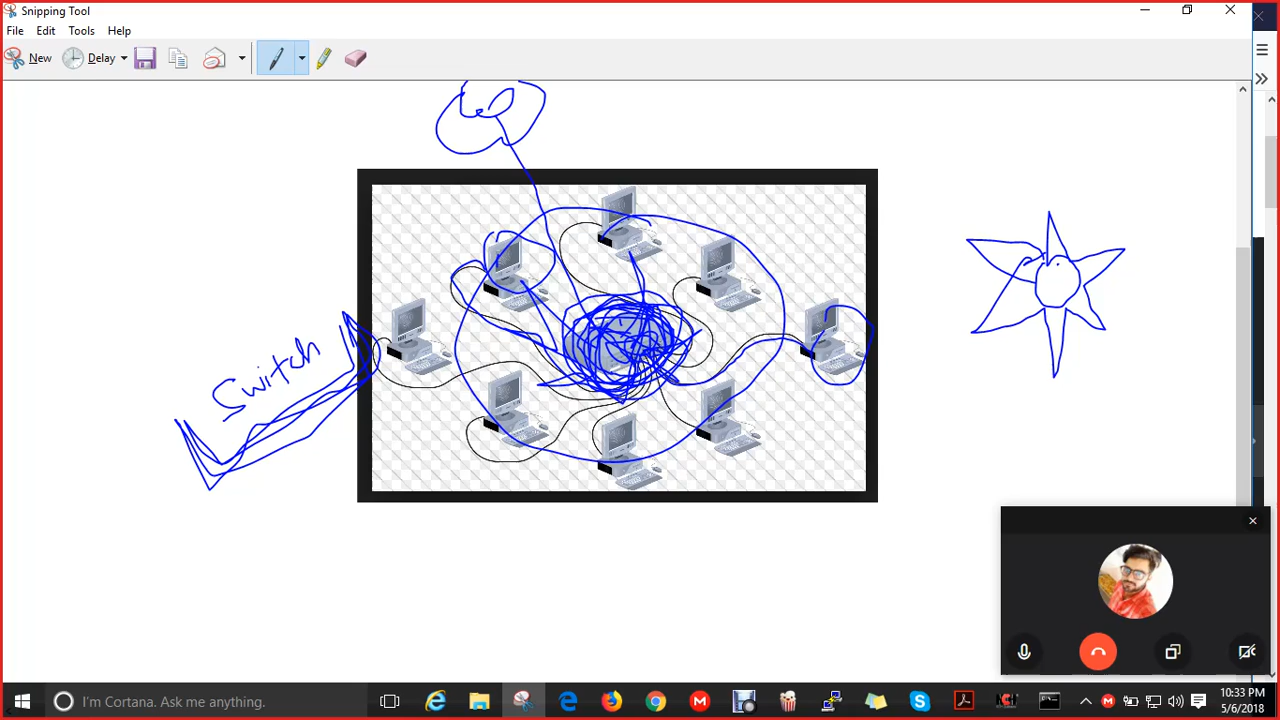 Snipping Tool
File Edit Tools Help
New Delay
Switch
I'm Cortana. Ask me anything.
10:33 PM
5/6/2018